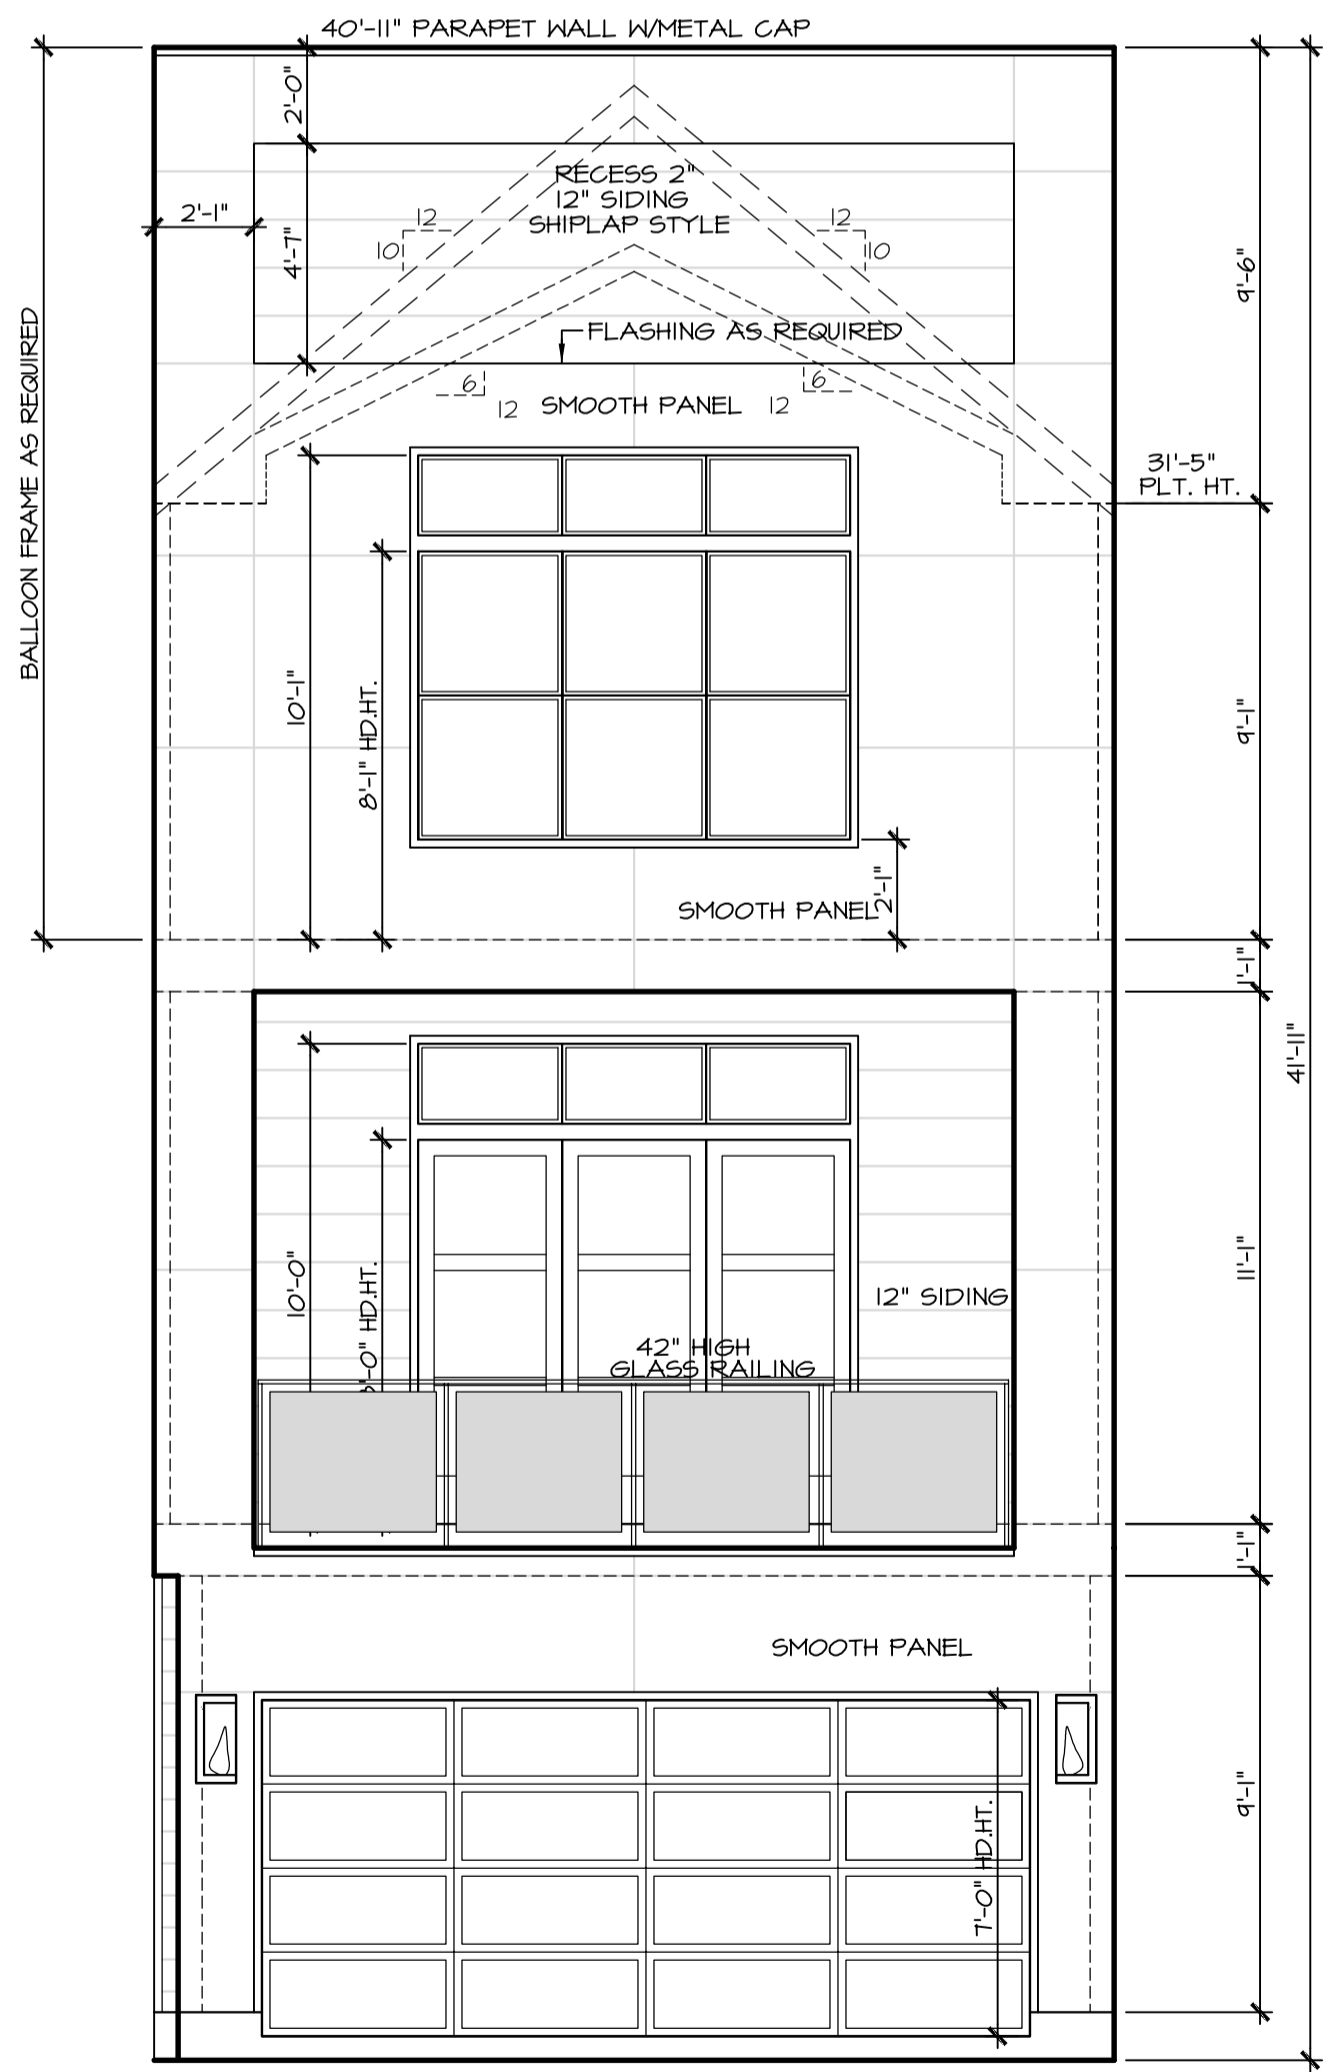 40'-11" PARAPET WALL W/METAL CAP
2'-0"
RECESS 2"
12" SIDING
SHIPLAP STYLE
2'-1"
12
10
12
10
4'-7"
9'-6"
FLASHING AS REQUIRED
6
12
SMOOTH PANEL
6
12
BALLOON FRAME AS REQUIRED
31'-5"
PLT. HT.
10'-1"
8'-1" HD.HT.
9'-1"
2'-1"
SMOOTH PANEL
1'-1"
41'-11"
10'-0"
HD.HT.
11'-1"
12" SIDING
42" HIGH
GLASS RAILING
1'-1"
SMOOTH PANEL
7'-0" HD.HT.
9'-1"